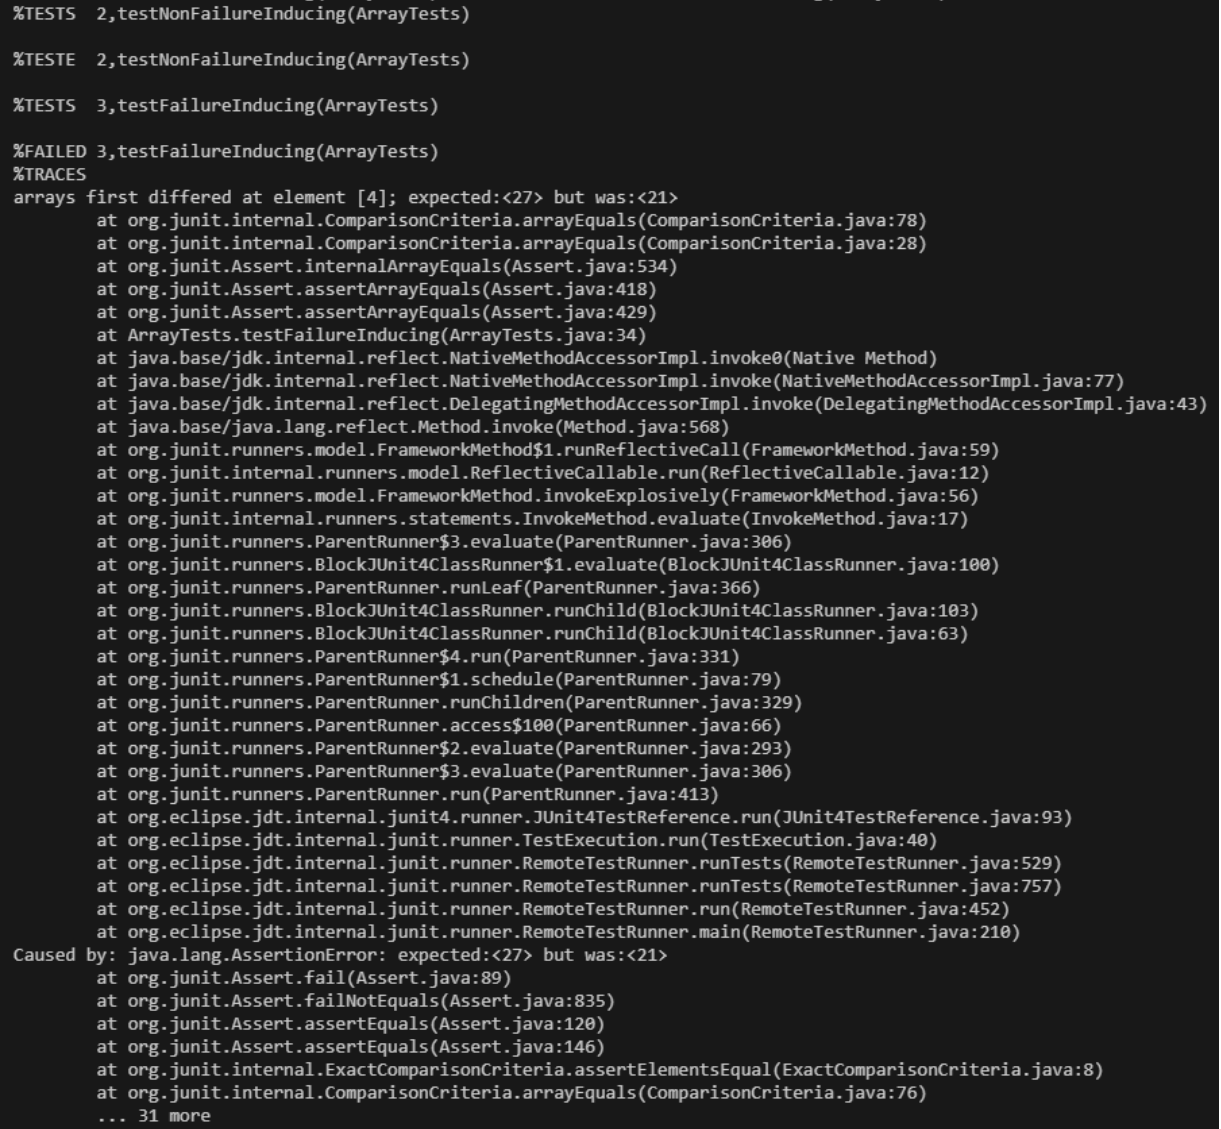 %TESTS  2,testNonFailureInducing(ArrayTests)

%TESTE  2,testNonFailureInducing(ArrayTests)

%TESTS  3,testFailureInducing(ArrayTests)

%FAILED 3,testFailureInducing(ArrayTests)
%TRACES
arrays first differed at element [4]; expected:<27> but was:<21>
        at org.junit.internal.ComparisonCriteria.arrayEquals(ComparisonCriteria.java:78)
        at org.junit.internal.ComparisonCriteria.arrayEquals(ComparisonCriteria.java:28)
        at org.junit.Assert.internalArrayEquals(Assert.java:534)
        at org.junit.Assert.assertArrayEquals(Assert.java:418)
        at org.junit.Assert.assertArrayEquals(Assert.java:429)
        at ArrayTests.testFailureInducing(ArrayTests.java:34)
        at java.base/jdk.internal.reflect.NativeMethodAccessorImpl.invoke0(Native Method)
        at java.base/jdk.internal.reflect.NativeMethodAccessorImpl.invoke(NativeMethodAccessorImpl.java:77)
        at java.base/jdk.internal.reflect.DelegatingMethodAccessorImpl.invoke(DelegatingMethodAccessorImpl.java:43)
        at java.base/java.lang.reflect.Method.invoke(Method.java:568)
        at org.junit.runners.model.FrameworkMethod$1.runReflectiveCall(FrameworkMethod.java:59)
        at org.junit.internal.runners.model.ReflectiveCallable.run(ReflectiveCallable.java:12)
        at org.junit.runners.model.FrameworkMethod.invokeExplosively(FrameworkMethod.java:56)
        at org.junit.internal.runners.statements.InvokeMethod.evaluate(InvokeMethod.java:17)
        at org.junit.runners.ParentRunner$3.evaluate(ParentRunner.java:306)
        at org.junit.runners.BlockJUnit4ClassRunner$1.evaluate(BlockJUnit4ClassRunner.java:100)
        at org.junit.runners.ParentRunner.runLeaf(ParentRunner.java:366)
        at org.junit.runners.BlockJUnit4ClassRunner.runChild(BlockJUnit4ClassRunner.java:103)
        at org.junit.runners.BlockJUnit4ClassRunner.runChild(BlockJUnit4ClassRunner.java:63)
        at org.junit.runners.ParentRunner$4.run(ParentRunner.java:331)
        at org.junit.runners.ParentRunner$1.schedule(ParentRunner.java:79)
        at org.junit.runners.ParentRunner.runChildren(ParentRunner.java:329)
        at org.junit.runners.ParentRunner.access$100(ParentRunner.java:66)
        at org.junit.runners.ParentRunner$2.evaluate(ParentRunner.java:293)
        at org.junit.runners.ParentRunner$3.evaluate(ParentRunner.java:306)
        at org.junit.runners.ParentRunner.run(ParentRunner.java:413)
        at org.eclipse.jdt.internal.junit4.runner.JUnit4TestReference.run(JUnit4TestReference.java:93)
        at org.eclipse.jdt.internal.junit.runner.TestExecution.run(TestExecution.java:40)
        at org.eclipse.jdt.internal.junit.runner.RemoteTestRunner.runTests(RemoteTestRunner.java:529)
        at org.eclipse.jdt.internal.junit.runner.RemoteTestRunner.runTests(RemoteTestRunner.java:757)
        at org.eclipse.jdt.internal.junit.runner.RemoteTestRunner.run(RemoteTestRunner.java:452)
        at org.eclipse.jdt.internal.junit.runner.RemoteTestRunner.main(RemoteTestRunner.java:210)
Caused by: java.lang.AssertionError: expected:<27> but was:<21>
        at org.junit.Assert.fail(Assert.java:89)
        at org.junit.Assert.failNotEquals(Assert.java:835)
        at org.junit.Assert.assertEquals(Assert.java:120)
        at org.junit.Assert.assertEquals(Assert.java:146)
        at org.junit.internal.ExactComparisonCriteria.assertElementsEqual(ExactComparisonCriteria.java:8)
        at org.junit.internal.ComparisonCriteria.arrayEquals(ComparisonCriteria.java:76)
        ... 31 more